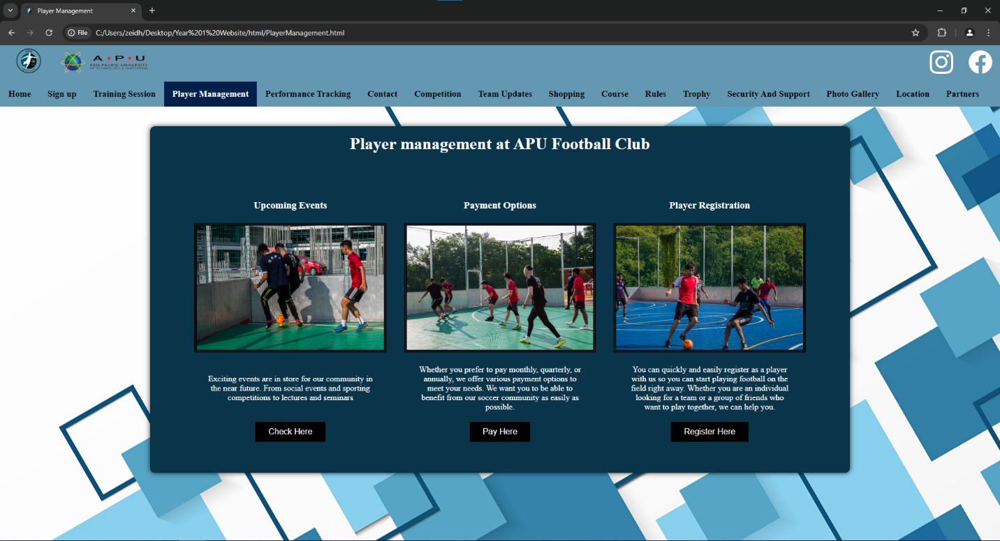 Player Management
File C:/Users/zeidh/Desktop/Year%201%20Website/html/PlayerManagement.html
A·P·U
ASIA PACIFIC UNIVERSITY
OF TECHNOLOGY & INNOVATION
Home Sign up Training Session Player Management Performance Tracking Contact Competition Team Updates Shopping Course Rules Trophy Security And Support Photo Gallery Location Partners
Player management at APU Football Club
Upcoming Events
Exciting events are in store for our community in
the near future. From social events and sporting
competitions to lectures and seminars
Check Here
Payment Options
Whether you prefer to pay monthly, quarterly, or
annually, we offer various payment options to
meet your needs. We want you to be able to
benefit from our soccer community as easily as
possible.
Pay Here
Player Registration
You can quickly and easily register as a player
with us so you can start playing football on the
field right away. Whether you are an individual
looking for a team or a group of friends who
want to play together, we can help you.
Register Here